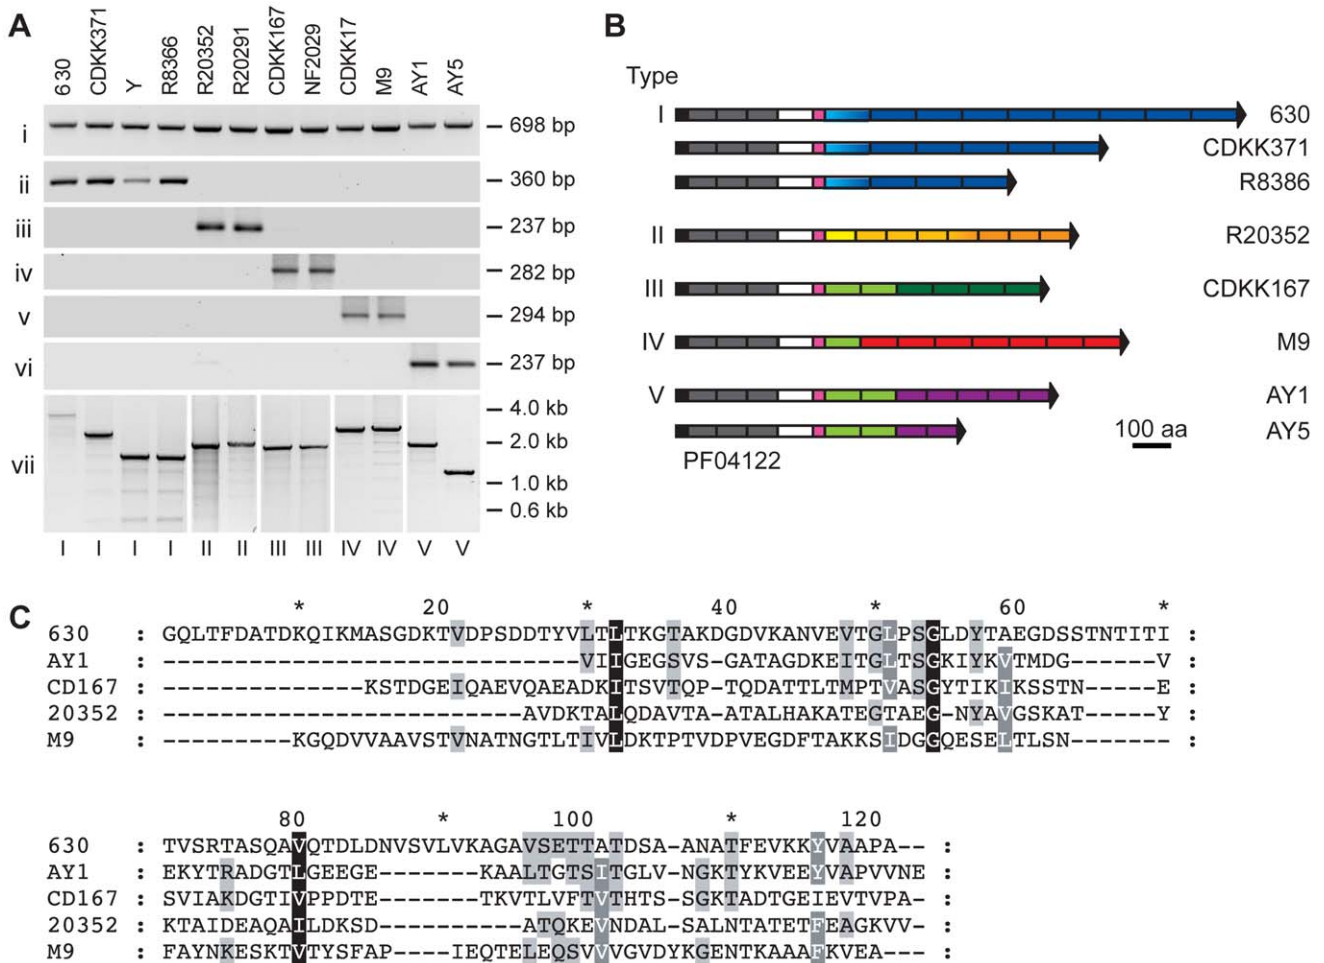 A
630 CDKK371 Y R8366 R20352 R20291 CDKK167 NF2029 CDKK17 M9 AY1 AY5
i 698 bp
ii 360 bp
iii 237 bp
iv 282 bp
v 294 bp
vi 237 bp
vii
4.0 kb
2.0 kb
1.0 kb
0.6 kb
I I I I II II III III IV IV V V
B
Type
I 630
CDKK371
R8386
II R20352
III CDKK167
IV M9
V AY1
AY5
100 aa
PF04122
C
* 20 * 40 * 60 *
630 : GQLTFDATDKQIKMASGDKTVDPSDDTYVLTLTKGTAKDGDVKANVEVTGLPSGLDYTAEGDSSTNTITI :
AY1 : -----------------------------VIIGEGSVS-GATAGDKEITGLTSGKIYKVTMDG------V :
CD167 : --------------KSTDGEIQAEVQAEADKITSVTQP-TQDATTLTMPTVASGYTIKIKSSTN-----E :
20352 : -------------------------AVDKTALQDAVTA-ATALHAKATEGTAEG-NYAVGSKAT-----Y :
M9 : ---------KGQDVVAAVSTVNATNGTLTIVLDKTPTVDPVEGDFTAKKSIDGGQESELTLSN------- :
80 * 100 * 120
630 : TVSRTASQAVQTDLDNVSVLVKAGAVSETTATDSA-ANATFEVKKYVAAPA-- :
AY1 : EKYTRADGTLGEEGE-------KAALTGTSITGLV-NGKTYKVEEYVAPVVNE :
CD167 : SVIAKDGTIVPPDTE-------TKVTLVFTVTHTS-SGKTADTGEIEVTVPA- :
20352 : KTAIDEAQAILDKSD----------ATQKEVNDAL-SALNTATETFEAGKVV- :
M9 : FAYNKESKTVTYSFAP-----IEQTELEQSVVVGVDYKGENTKAAAFKVEA--- :